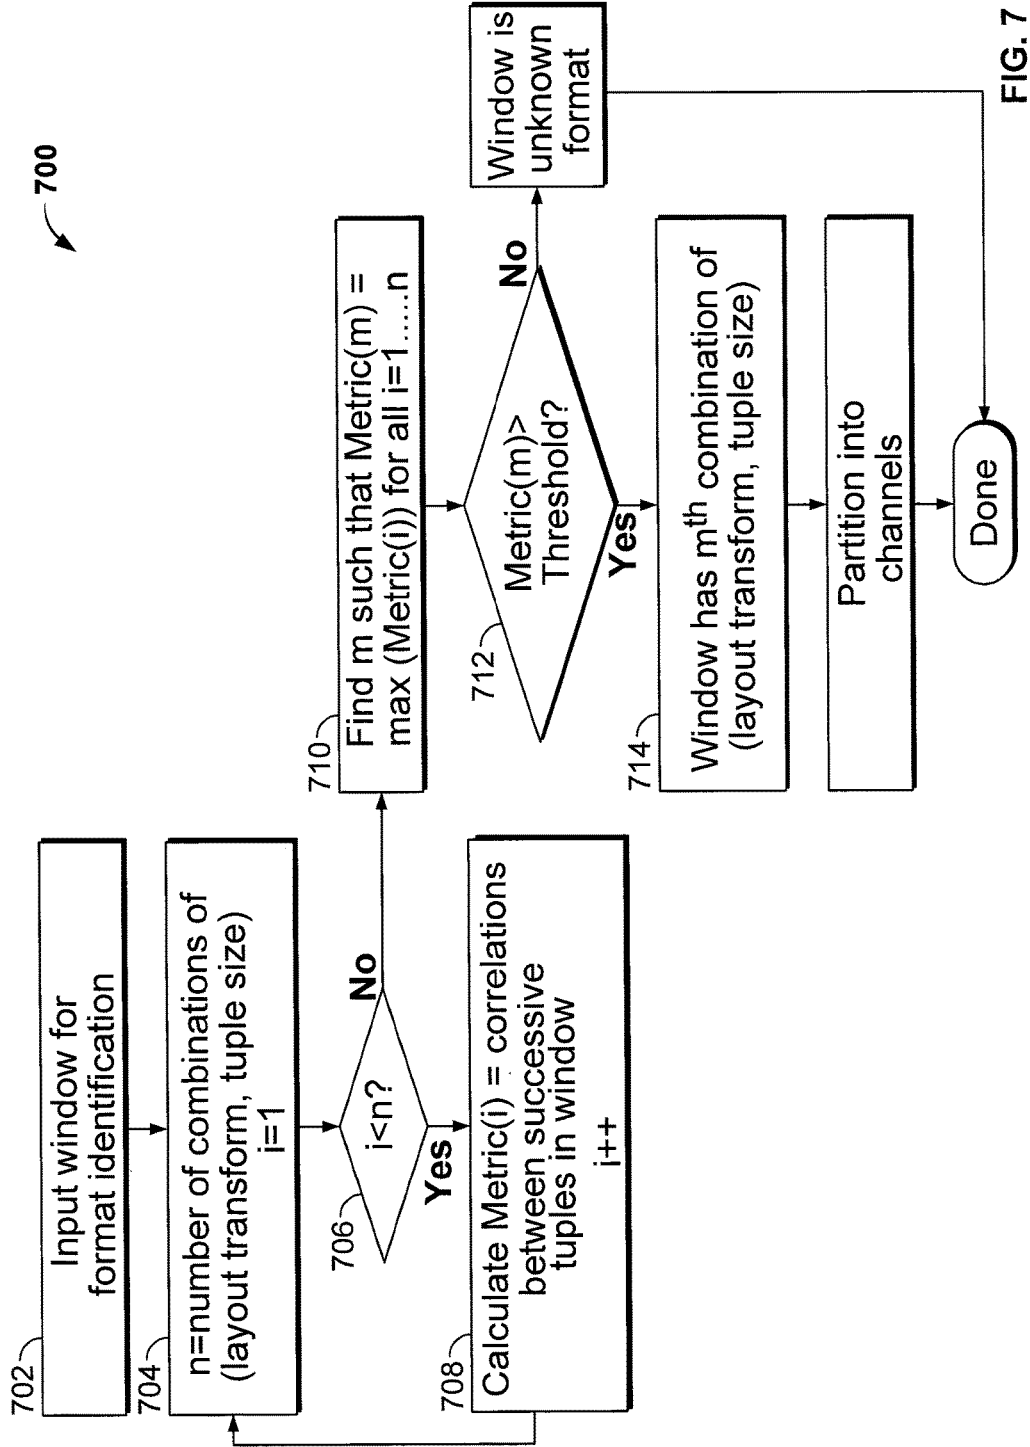 700
702
Input window for
format identification
704
n=number of combinations of
(layout transform, tuple size)
i=1
706
i<n?
No
Yes
708
Calculate Metric(i) = correlations
between successive
tuples in window
i++
710
Find m such that Metric(m) =
max (Metric(i)) for all i=1......n
712
Metric(m)>
Threshold?
No
Yes
Window is
unknown
format
714
Window has mth combination of
(layout transform, tuple size)
Partition into
channels
Done
FIG. 7